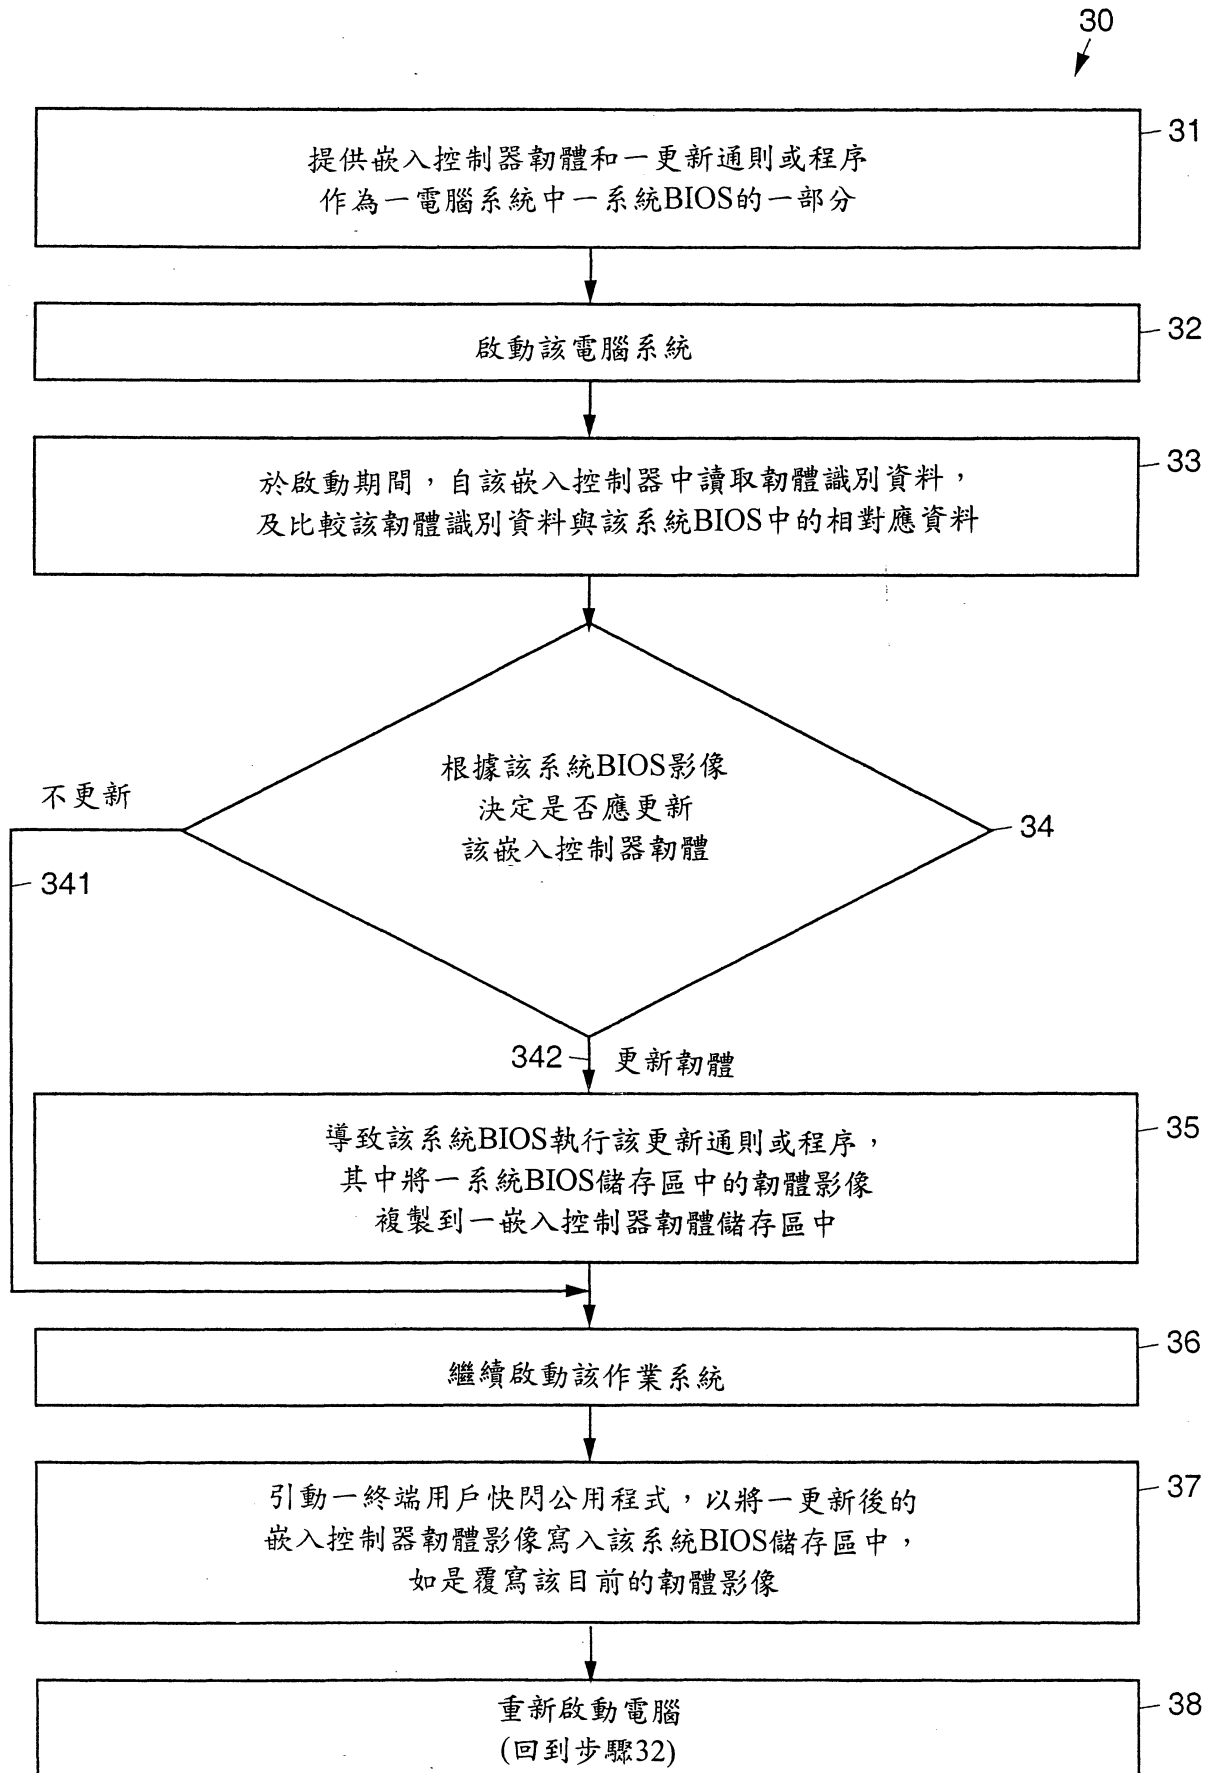 30
31
提供嵌入控制器韌體和一更新通則或程序
作為一電腦系統中一系統BIOS的一部分
32
啟動該電腦系統
33
於啟動期間，自該嵌入控制器中讀取韌體識別資料，
及比較該韌體識別資料與該系統BIOS中的相對應資料
根據該系統BIOS影像
決定是否應更新
該嵌入控制器韌體
34
不更新
341
342
更新韌體
35
導致該系統BIOS執行該更新通則或程序，
其中將一系統BIOS儲存區中的韌體影像
複製到一嵌入控制器韌體儲存區中
36
繼續啟動該作業系統
37
引動一終端用戶快閃公用程式，以將一更新後的
嵌入控制器韌體影像寫入該系統BIOS儲存區中，
如是覆寫該目前的韌體影像
38
重新啟動電腦
(回到步驟32)